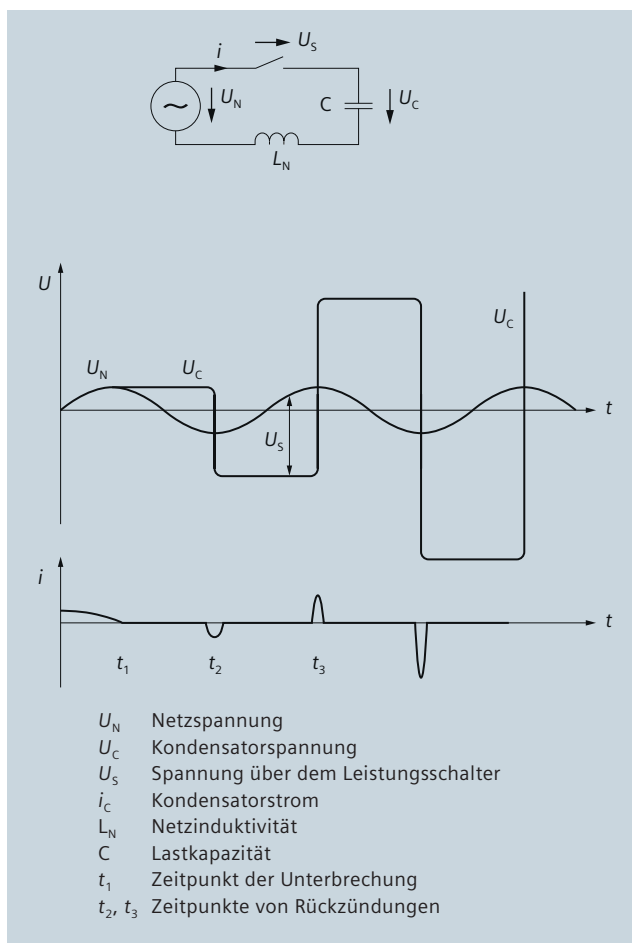 i
U_S
U_N
C
U_C
L_N
U
U_N
U_C
U_C
t
U_S
i
t
t_1
t_2
t_3
U_N Netzspannung
U_C Kondensatorspannung
U_S Spannung über dem Leistungsschalter
i_C Kondensatorstrom
L_N Netzinduktivität
C Lastkapazität
t_1 Zeitpunkt der Unterbrechung
t_2, t_3 Zeitpunkte von Rückzündungen